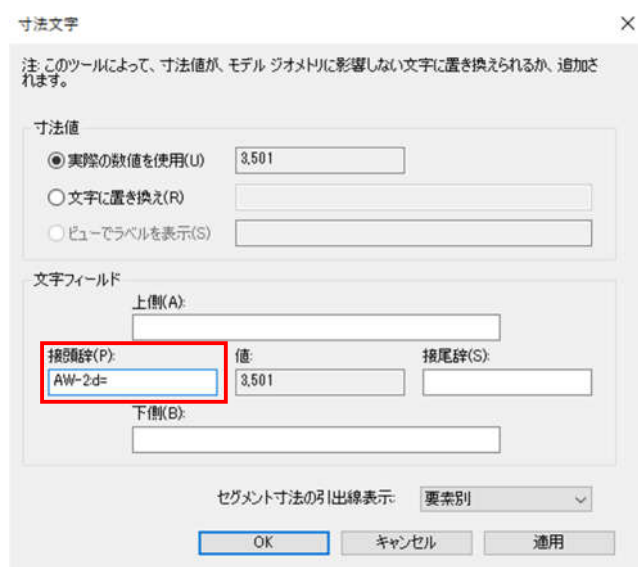 寸法文字
注: このツールによって、寸法値が、モデル ジオメトリに影響しない文字に置き換えられるか、追加さ
れます。
寸法値
実際の数値を使用(U) 3,501
文字に置き換え(R)
ビューでラベルを表示(S)
文字フィールド
上側(A):
接頭辞(P): 値: 接尾辞(S):
AW-2:d= 3,501
下側(B):
セグメント寸法の引出線表示: 要素別
OK キャンセル 適用